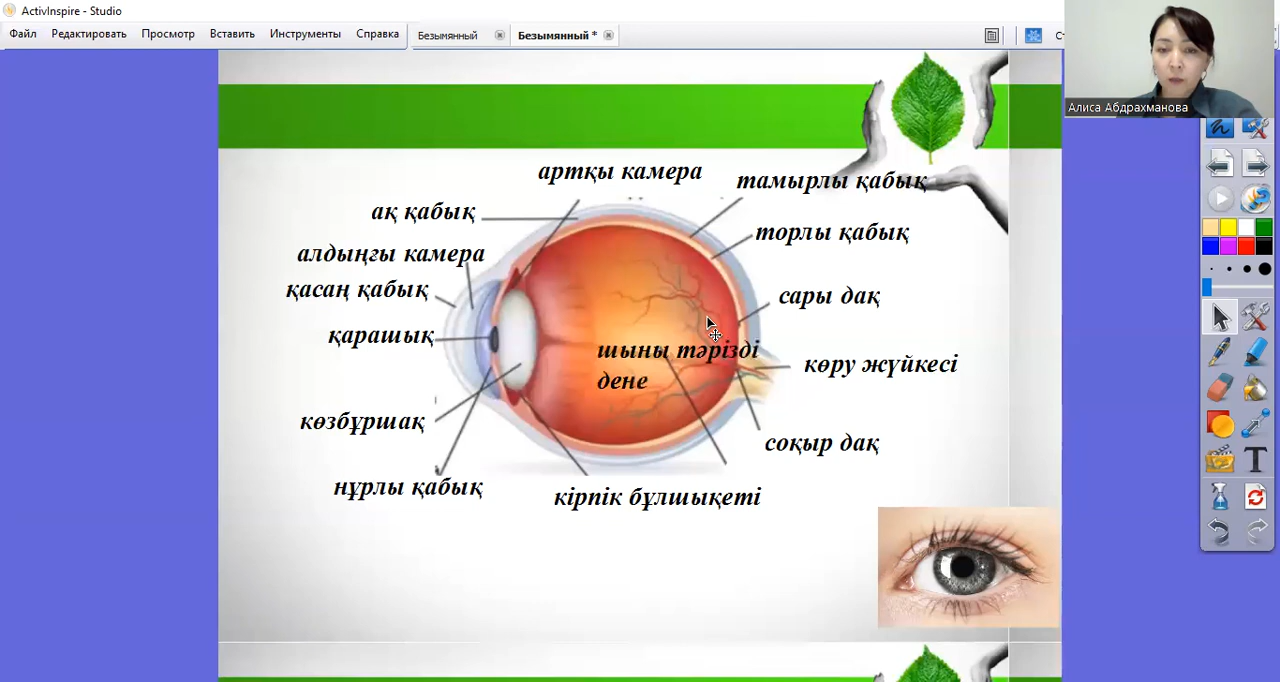 ActivInspire - Studio
Файл Редактировать Просмотр Вставить Инструменты Справка
Безымянный
Безымянный *
Алиса Абдрахманова
артқы камера
тамырлы қабық
ақ қабық
торлы қабық
алдыңғы камера
қасаң қабық
сары дақ
қарашық
шыны тәрізді
дене
көру жүйкесі
көзбұршақ
соқыр дақ
нұрлы қабық
кірпік бұлшықеті